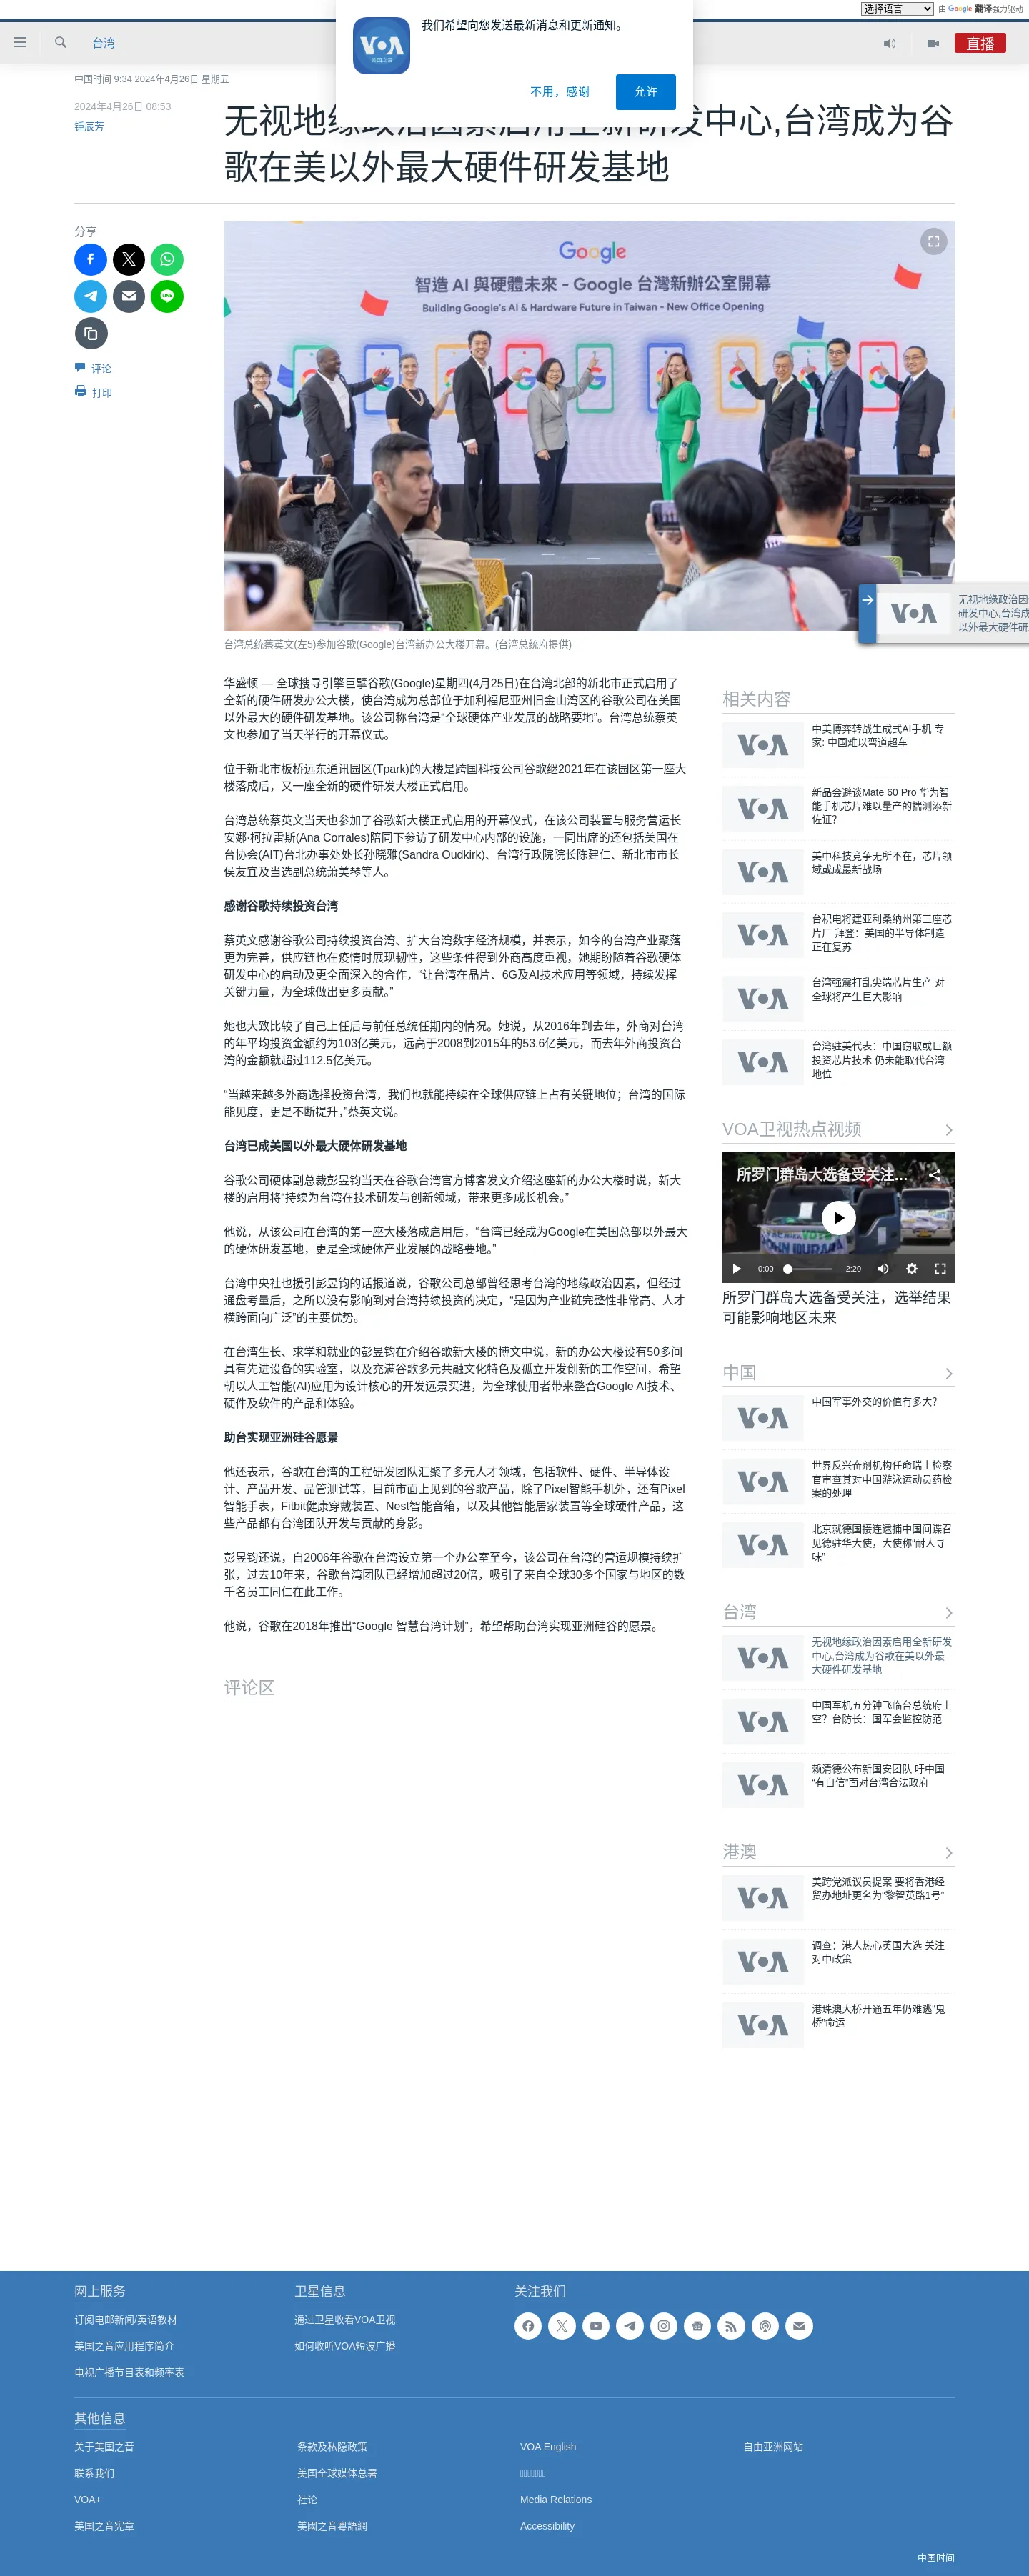 选择语言 由 Google 翻译强力驱动
我们希望向您发送最新消息和更新通知。
不用，感谢 允许
VOA
美国之音
台湾
直播
中国时间 9:34 2024年4月26日 星期五
2024年4月26日 08:53
锺辰芳
无视地缘政治因素启用全新研发中心,台湾成为谷
歌在美以外最大硬件研发基地
分享
评论
打印
Google
智造 AI 與硬體未來 - Google 台灣新辦公室開幕
Building Google's AI & Hardware Future in Taiwan - New Office Opening
台湾总统蔡英文(左5)参加谷歌(Google)台湾新办公大楼开幕。(台湾总统府提供)
VOA
无视地缘政治因
研发中心,台湾成
以外最大硬件研
华盛顿 — 全球搜寻引擎巨擘谷歌(Google)星期四(4月25日)在台湾北部的新北市正式启用了
全新的硬件研发办公大楼，使台湾成为总部位于加利福尼亚州旧金山湾区的谷歌公司在美国
以外最大的硬件研发基地。该公司称台湾是“全球硬体产业发展的战略要地”。台湾总统蔡英
文也参加了当天举行的开幕仪式。
位于新北市板桥远东通讯园区(Tpark)的大楼是跨国科技公司谷歌继2021年在该园区第一座大
楼落成后，又一座全新的硬件研发大楼正式启用。
台湾总统蔡英文当天也参加了谷歌新大楼正式启用的开幕仪式，在该公司装置与服务营运长
安娜·柯拉雷斯(Ana Corrales)陪同下参访了研发中心内部的设施，一同出席的还包括美国在
台协会(AIT)台北办事处处长孙晓雅(Sandra Oudkirk)、台湾行政院院长陈建仁、新北市市长
侯友宜及当选副总统萧美琴等人。
感谢谷歌持续投资台湾
蔡英文感谢谷歌公司持续投资台湾、扩大台湾数字经济规模，并表示，如今的台湾产业聚落
更为完善，供应链也在疫情时展现韧性，这些条件得到外商高度重视，她期盼随着谷歌硬体
研发中心的启动及更全面深入的合作，“让台湾在晶片、6G及AI技术应用等领域，持续发挥
关键力量，为全球做出更多贡献。”
她也大致比较了自己上任后与前任总统任期内的情况。她说，从2016年到去年，外商对台湾
的年平均投资金额约为103亿美元，远高于2008到2015年的53.6亿美元，而去年外商投资台
湾的金额就超过112.5亿美元。
“当越来越多外商选择投资台湾，我们也就能持续在全球供应链上占有关键地位；台湾的国际
能见度，更是不断提升，”蔡英文说。
台湾已成美国以外最大硬体研发基地
谷歌公司硬体副总裁彭昱钧当天在谷歌台湾官方博客发文介绍这座新的办公大楼时说，新大
楼的启用将“持续为台湾在技术研发与创新领域，带来更多成长机会。”
他说，从该公司在台湾的第一座大楼落成启用后，“台湾已经成为Google在美国总部以外最大
的硬体研发基地，更是全球硬体产业发展的战略要地。”
台湾中央社也援引彭昱钧的话报道说，谷歌公司总部曾经思考台湾的地缘政治因素，但经过
通盘考量后，之所以没有影响到对台湾持续投资的决定，“是因为产业链完整性非常高、人才
横跨面向广泛”的主要优势。
在台湾生长、求学和就业的彭昱钧在介绍谷歌新大楼的博文中说，新的办公大楼设有50多间
具有先进设备的实验室，以及充满谷歌多元共融文化特色及孤立开发创新的工作空间，希望
朝以人工智能(AI)应用为设计核心的开发远景买进，为全球使用者带来整合Google AI技术、
硬件及软件的产品和体验。
助台实现亚洲硅谷愿景
他还表示，谷歌在台湾的工程研发团队汇聚了多元人才领域，包括软件、硬件、半导体设
计、产品开发、品管测试等，目前市面上见到的谷歌产品，除了Pixel智能手机外，还有Pixel
智能手表，Fitbit健康穿戴装置、Nest智能音箱，以及其他智能居家装置等全球硬件产品，这
些产品都有台湾团队开发与贡献的身影。
彭昱钧还说，自2006年谷歌在台湾设立第一个办公室至今，该公司在台湾的营运规模持续扩
张，过去10年来，谷歌台湾团队已经增加超过20倍，吸引了来自全球30多个国家与地区的数
千名员工同仁在此工作。
他说，谷歌在2018年推出“Google 智慧台湾计划”，希望帮助台湾实现亚洲硅谷的愿景。
评论区
相关内容
VOA
中美博弈转战生成式AI手机 专
家: 中国难以弯道超车
VOA
新品会避谈Mate 60 Pro 华为智
能手机芯片难以量产的揣测添新
佐证?
VOA
美中科技竞争无所不在，芯片领
域或成最新战场
VOA
台积电将建亚利桑纳州第三座芯
片厂 拜登：美国的半导体制造
正在复苏
VOA
台湾强震打乱尖端芯片生产 对
全球将产生巨大影响
VOA
台湾驻美代表：中国窃取或巨额
投资芯片技术 仍未能取代台湾
地位
VOA卫视热点视频
所罗门群岛大选备受关注...
0:00 2:20
所罗门群岛大选备受关注，选举结果
可能影响地区未来
中国
VOA
中国军事外交的价值有多大?
VOA
世界反兴奋剂机构任命瑞士检察
官审查其对中国游泳运动员药检
案的处理
VOA
北京就德国接连逮捕中国间谍召
见德驻华大使，大使称“耐人寻
味”
台湾
VOA
无视地缘政治因素启用全新研发
中心,台湾成为谷歌在美以外最
大硬件研发基地
VOA
中国军机五分钟飞临台总统府上
空？台防长：国军会监控防范
VOA
赖清德公布新国安团队 吁中国
“有自信”面对台湾合法政府
港澳
VOA
美跨党派议员提案 要将香港经
贸办地址更名为“黎智英路1号”
VOA
调查：港人热心英国大选 关注
对中政策
VOA
港珠澳大桥开通五年仍难逃“鬼
桥”命运
网上服务
订阅电邮新闻/英语教材
美国之音应用程序简介
电视广播节目表和频率表
卫星信息
通过卫星收看VOA卫视
如何收听VOA短波广播
关注我们
其他信息
关于美国之音
联系我们
VOA+
美国之音宪章
条款及私隐政策
美国全球媒体总署
社论
美國之音粵語網
VOA English
Media Relations
Accessibility
自由亚洲网站
中国时间